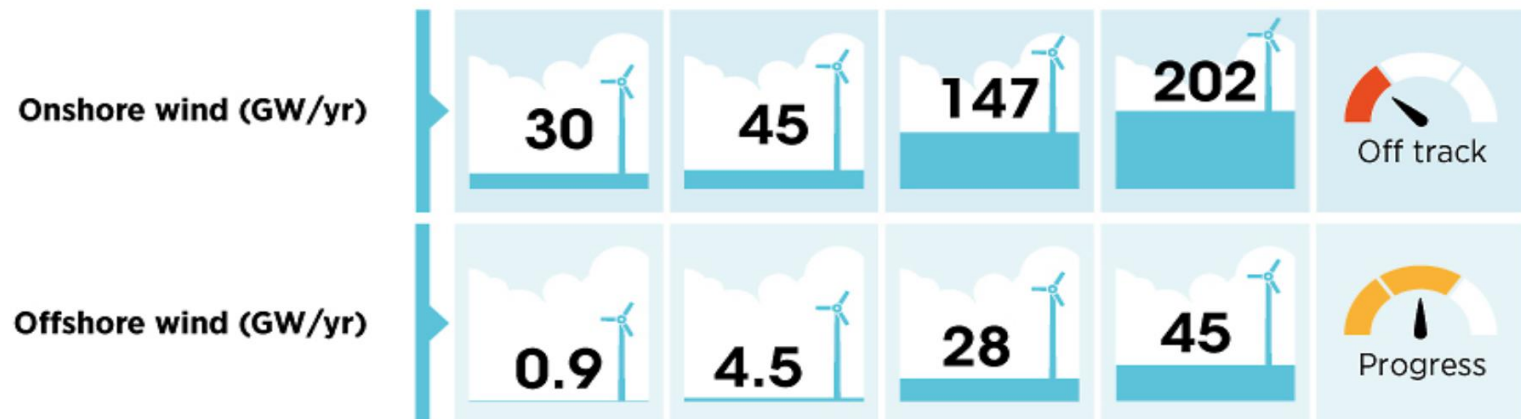 Onshore wind (GW/yr)
30
45
147
202
Off track
Offshore wind (GW/yr)
0.9
4.5
28
45
Progress